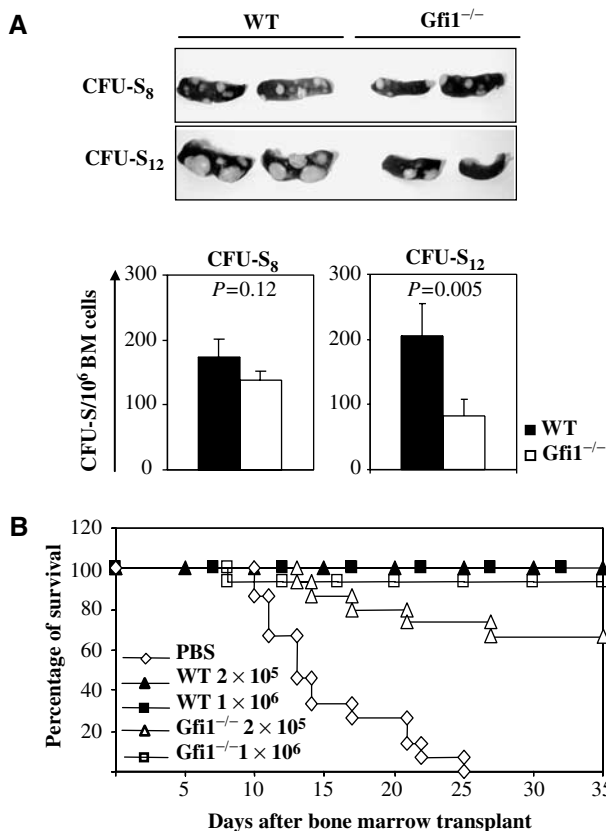 A
WT Gfi1⁻/⁻
CFU-S₈
CFU-S₁₂
CFU-S₈ CFU-S₁₂
300 300
P=0.12 P=0.005
200 200
100 100
0 0
CFU-S/10⁶ BM cells
■ WT
□ Gfi1⁻/⁻
B
120
100
80
60
40
20
Percentage of survival
PBS
WT 2 × 10⁵
WT 1 × 10⁶
Gfi1⁻/⁻ 2 × 10⁵
Gfi1⁻/⁻ 1 × 10⁶
5 10 15 20 25 30 35
Days after bone marrow transplant